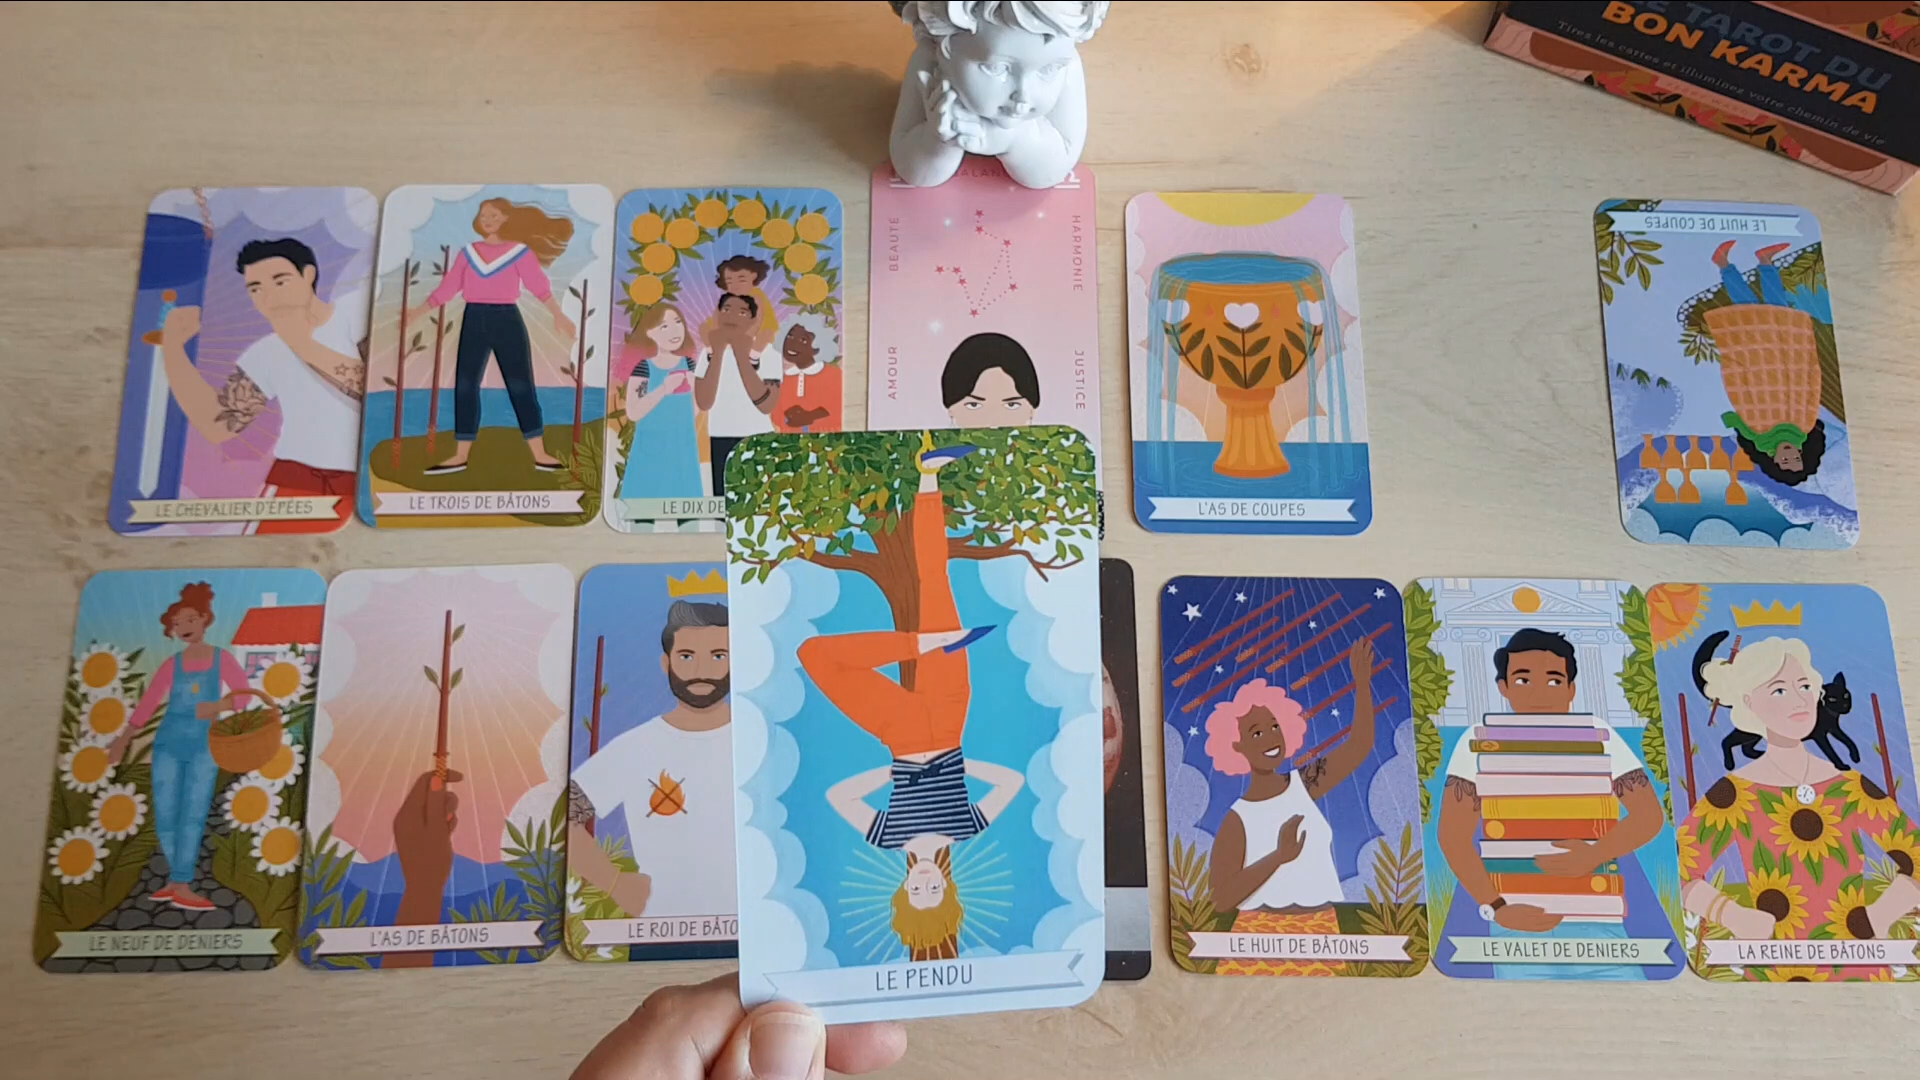 LE TAROT DU
BON KARMA
Tirez les cartes et illuminez votre chemin de vie
BEAUTÉ
HARMONIE
AMOUR
JUSTICE
LE HUIT DE COUPES
LE CHEVALIER D'ÉPÉES
LE TROIS DE BÂTONS
LE DIX DE
L'AS DE COUPES
LE NEUF DE DENIERS
L'AS DE BÂTONS
LE ROI DE BÂTO
LE PENDU
LE HUIT DE BÂTONS
LE VALET DE DENIERS
LA REINE DE BÂTONS